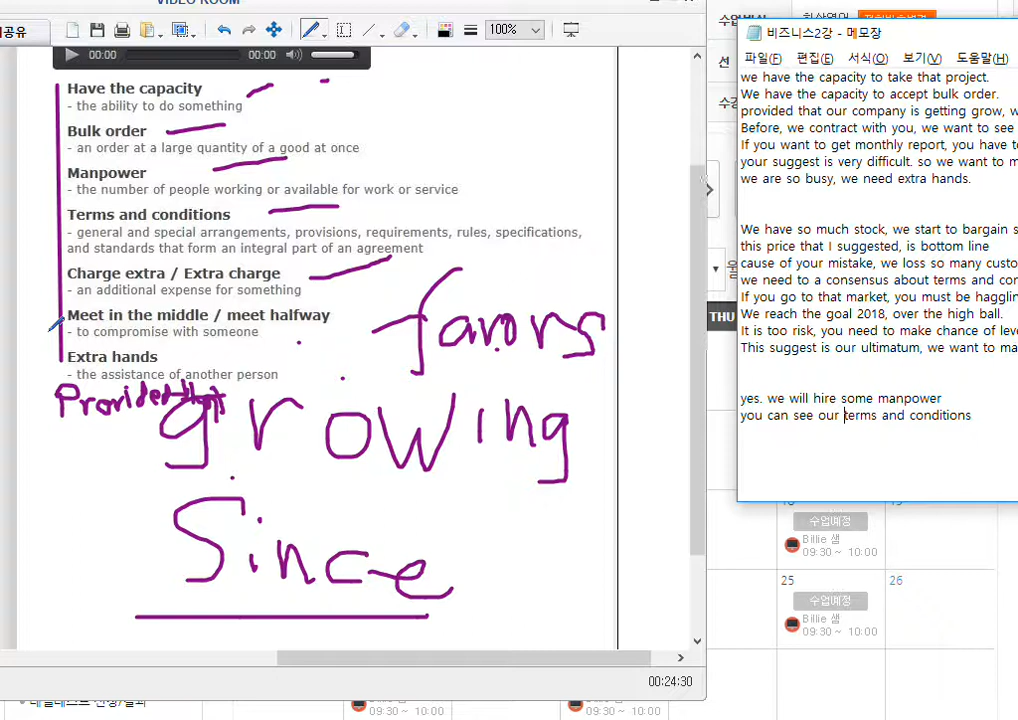 VIDEO ROOM
공유
100%
00:00
00:00
Have the capacity
- the ability to do something
Bulk order
- an order at a large quantity of a good at once
Manpower
- the number of people working or available for work or service
Terms and conditions
- general and special arrangements, provisions, requirements, rules, specifications,
and standards that form an integral part of an agreement
Charge extra / Extra charge
- an additional expense for something
Meet in the middle / meet halfway
- to compromise with someone
Extra hands
- the assistance of another person
favors
Provided that
growing
Since
00:24:30
비즈니스2강 - 메모장
파일(F) 편집(E) 서식(O) 보기(V) 도움말(H)
we have the capacity to take that project.
We have the capacity to accept bulk order.
provided that our company is getting grow, w
Before, we contract with you, we want to see
If you want to get monthly report, you have to
your suggest is very difficult. so we want to m
we are so busy, we need extra hands.
We have so much stock, we start to bargain s
this price that I suggested, is bottom line
cause of your mistake, we loss so many custo
we need to a consensus about terms and con
If you go to that market, you must be hagglin
We reach the goal 2018, over the high ball.
It is too risk, you need to make chance of leve
This suggest is our ultimatum, we want to ma
yes. we will hire some manpower
you can see our terms and conditions
선
수강
THU
수업예정
Billie 샘
09:30 ~ 10:00
수업예정
Billie 샘
09:30 ~ 10:00
25
26
09:30 ~ 10:00
09:30 ~ 10:00